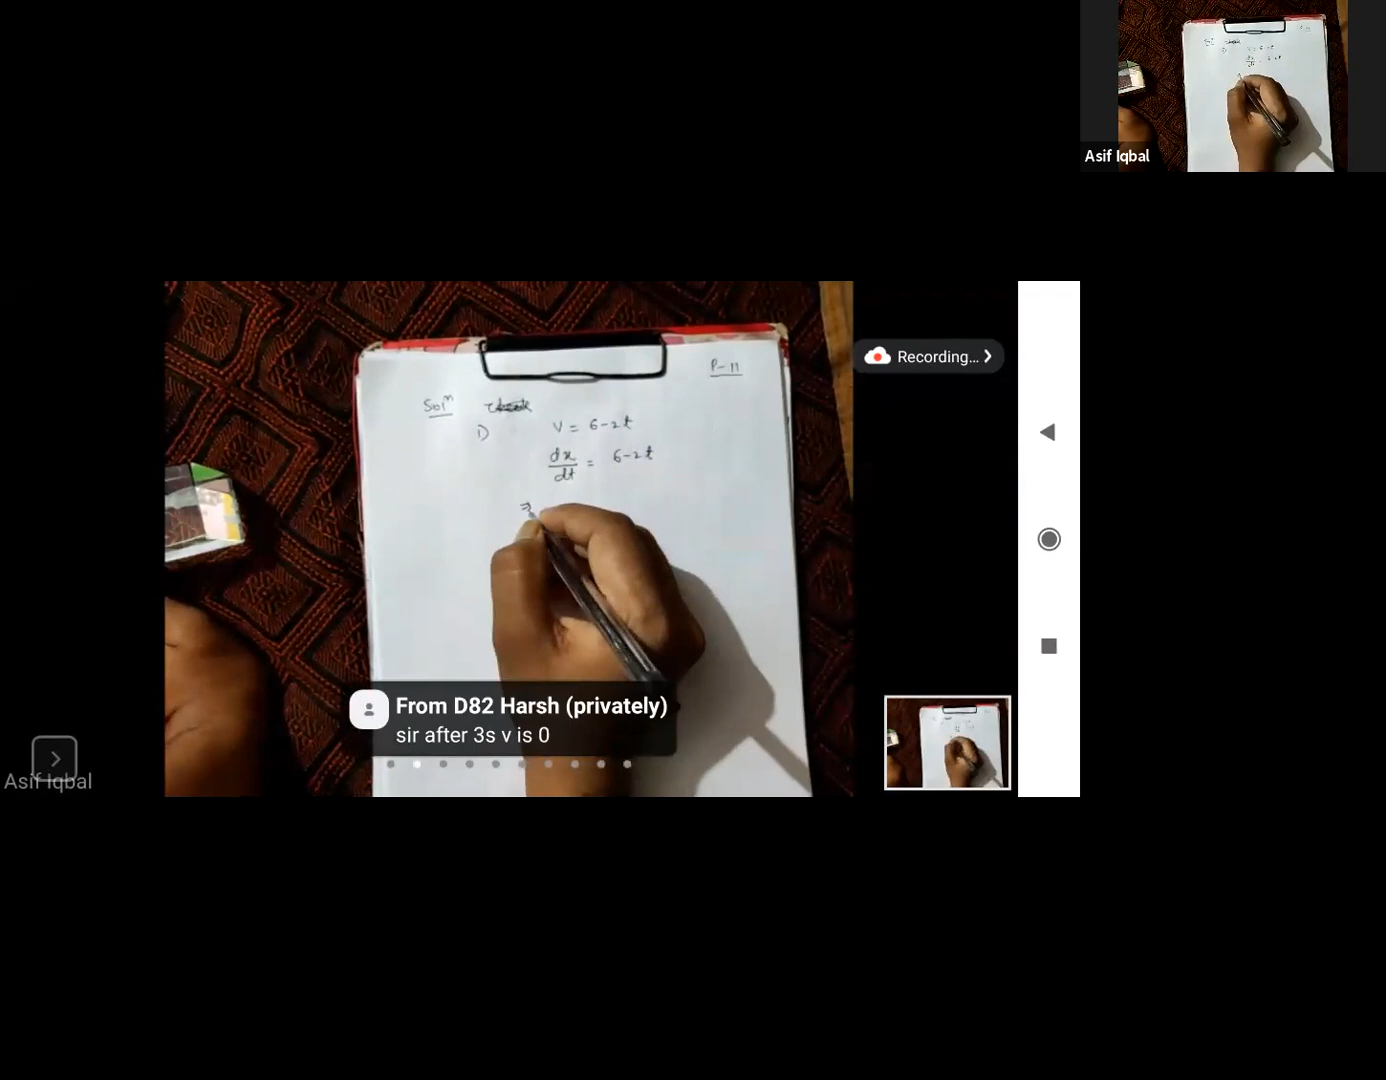 Asif Iqbal
Recording...
P-11
Solⁿ
1) V = 6-2t
dx/dt = 6-2t
⇒
From D82 Harsh (privately)
sir after 3s v is 0
Asif Iqbal